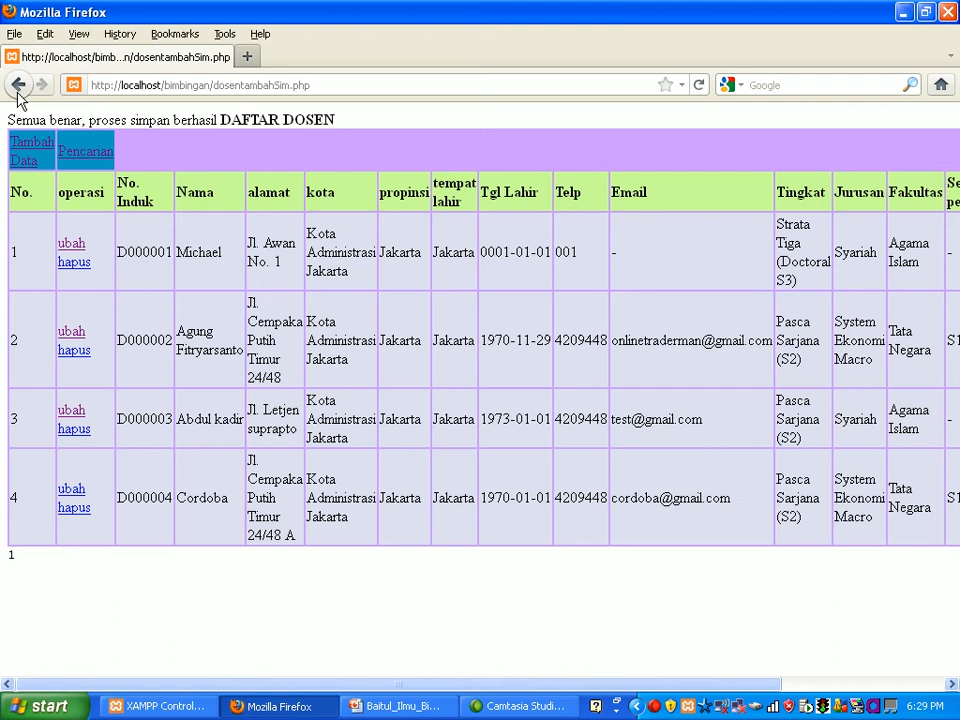 Mozilla Firefox
File Edit View History Bookmarks Tools Help
http://localhost/bimb...n/dosentambahSim.php
http://localhost/bimbingan/dosentambahSim.php
Google
Semua benar, proses simpan berhasil DAFTAR DOSEN
Tambah Data Pencarian
No. operasi No. Induk Nama alamat kota propinsi tempat lahir Tgl Lahir Telp Email Tingkat Jurusan Fakultas
1 ubah hapus D000001 Michael Jl. Awan No. 1 Kota Administrasi Jakarta Jakarta Jakarta 0001-01-01 001 - Strata Tiga (Doctoral S3) Syariah Agama Islam -
2 ubah hapus D000002 Agung Fitryarsanto Jl. Cempaka Putih Timur 24/48 Kota Administrasi Jakarta Jakarta Jakarta 1970-11-29 4209448 onlinetraderman@gmail.com Pasca Sarjana (S2) System Ekonomi Macro Tata Negara S1
3 ubah hapus D000003 Abdul kadir Jl. Letjen suprapto Kota Administrasi Jakarta Jakarta Jakarta 1973-01-01 4209448 test@gmail.com Pasca Sarjana (S2) Syariah Agama Islam -
4 ubah hapus D000004 Cordoba Jl. Cempaka Putih Timur 24/48 A Kota Administrasi Jakarta Jakarta Jakarta 1970-01-01 4209448 cordoba@gmail.com Pasca Sarjana (S2) System Ekonomi Macro Tata Negara S1
1
start XAMPP Control... Mozilla Firefox Baitul_Ilmu_Bi... Camtasia Studi... 6:29 PM